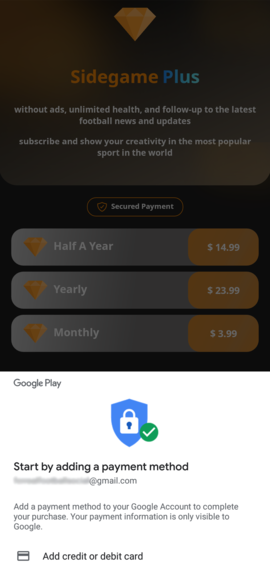 Sidegame Plus
without ads, unlimited health, and follow-up to the latest
football news and updates
subscribe and show your creativity in the most popular
sport in the world
Secured Payment
Half A Year
$ 14.99
Yearly
$ 23.99
Monthly
$ 3.99
Google Play
Start by adding a payment method
@gmail.com
Add a payment method to your Google Account to complete
your purchase. Your payment information is only visible to
Google.
Add credit or debit card